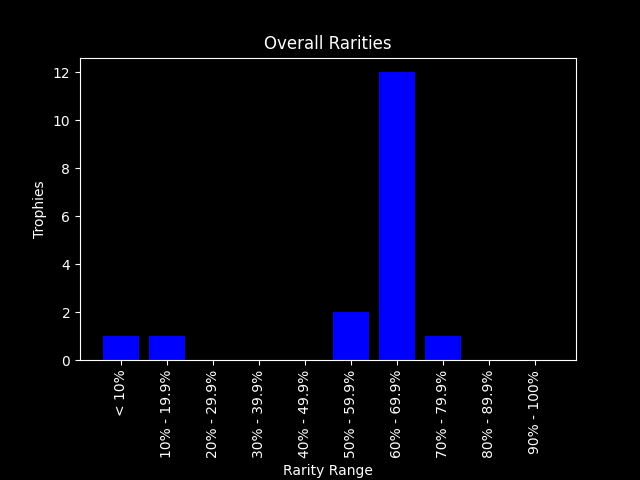 Overall Rarities
Trophies
12
10
8
6
4
2
0
< 10%
10% - 19.9%
20% - 29.9%
30% - 39.9%
40% - 49.9%
50% - 59.9%
60% - 69.9%
70% - 79.9%
80% - 89.9%
90% - 100%
Rarity Range